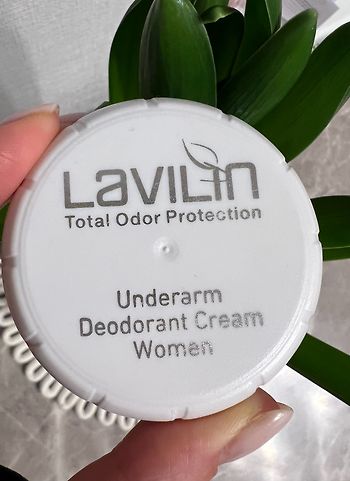 LaVILin
Total Odor Protection
Underarm
Deodorant Cream
Women